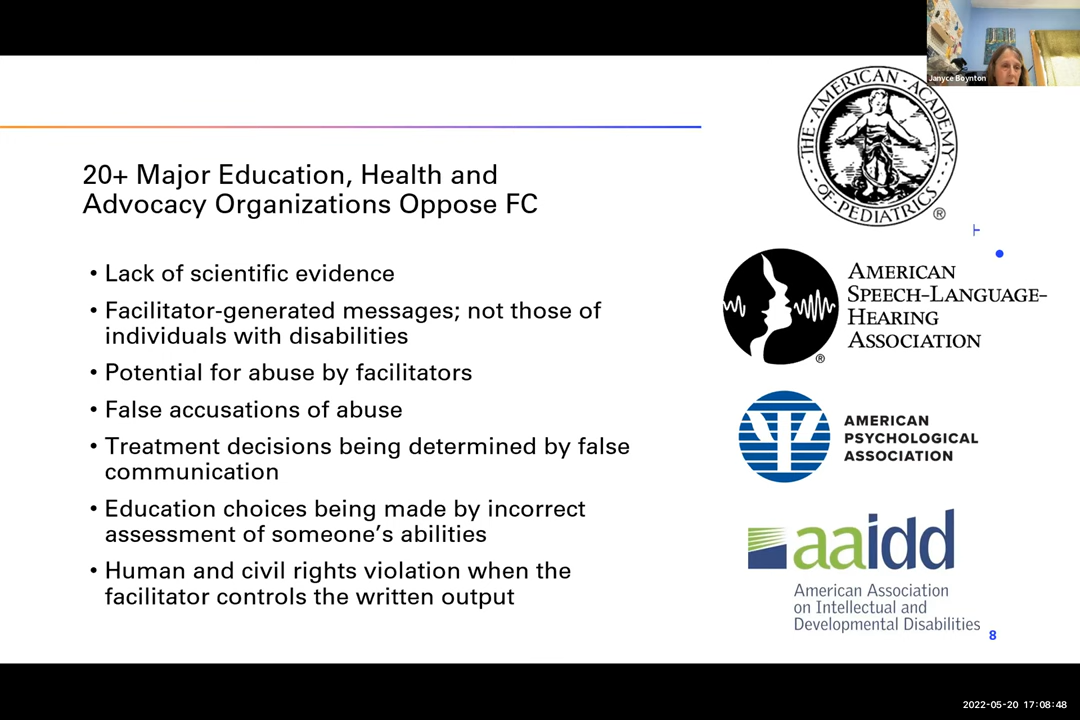 Janyce Boynton
20+ Major Education, Health and
Advocacy Organizations Oppose FC
• Lack of scientific evidence
• Facilitator-generated messages; not those of
individuals with disabilities
• Potential for abuse by facilitators
• False accusations of abuse
• Treatment decisions being determined by false
communication
• Education choices being made by incorrect
assessment of someone’s abilities
• Human and civil rights violation when the
facilitator controls the written output
·THE·AMERICAN·ACADEMY·
OF·PEDIATRICS
®
AMERICAN
SPEECH-LANGUAGE-
HEARING
ASSOCIATION
®
AMERICAN
PSYCHOLOGICAL
ASSOCIATION
aaidd
American Association
on Intellectual and
Developmental Disabilities
8
2022-05-20 17:08:48